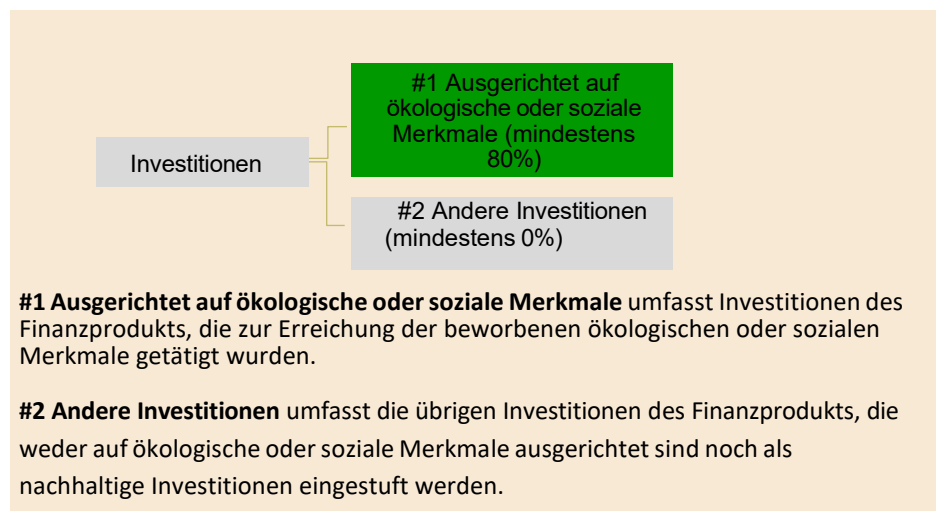 #1 Ausgerichtet auf
ökologische oder soziale
Merkmale (mindestens
80%)
Investitionen
#2 Andere Investitionen
(mindestens 0%)
#1 Ausgerichtet auf ökologische oder soziale Merkmale umfasst Investitionen des
Finanzprodukts, die zur Erreichung der beworbenen ökologischen oder sozialen
Merkmale getätigt wurden.
#2 Andere Investitionen umfasst die übrigen Investitionen des Finanzprodukts, die
weder auf ökologische oder soziale Merkmale ausgerichtet sind noch als
nachhaltige Investitionen eingestuft werden.